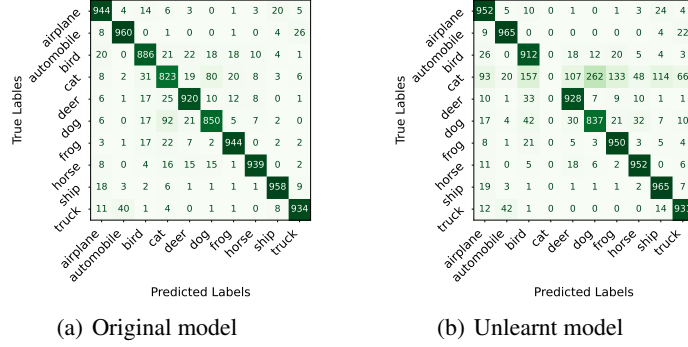 True Lables
airplane 944 4 14 6 3 0 1 3 20 5
automobile 8 960 1 1 0 0 0 0 4 26
bird 20 0 886 21 22 18 18 10 4 1
cat 8 2 31 823 19 80 20 8 3 6
deer 6 1 17 25 920 10 12 8 0 1
dog 6 0 17 92 21 850 5 7 2 0
frog 3 1 17 22 7 2 944 2 0 2
horse 8 0 4 16 15 15 1 939 0 2
ship 18 3 2 6 1 1 1 1 958 9
truck 11 40 1 4 0 1 1 0 8 934
airplane automobile bird cat deer dog frog horse ship truck
Predicted Labels
(a) Original model
True Lables
airplane 952 5 10 0 1 0 1 3 24 4
automobile 9 965 0 0 0 0 0 0 4 22
bird 26 0 912 0 18 12 20 5 4 3
cat 93 20 157 0 107 262 133 48 114 66
deer 10 1 33 0 928 7 9 10 1 1
dog 17 4 42 0 30 837 21 32 7 10
frog 8 1 21 0 5 3 950 3 5 4
horse 11 0 5 0 18 6 2 952 0 6
ship 19 3 1 0 1 1 1 2 965 7
truck 12 42 1 0 0 0 0 0 14 931
airplane automobile bird cat deer dog frog horse ship truck
Predicted Labels
(b) Unlearnt model